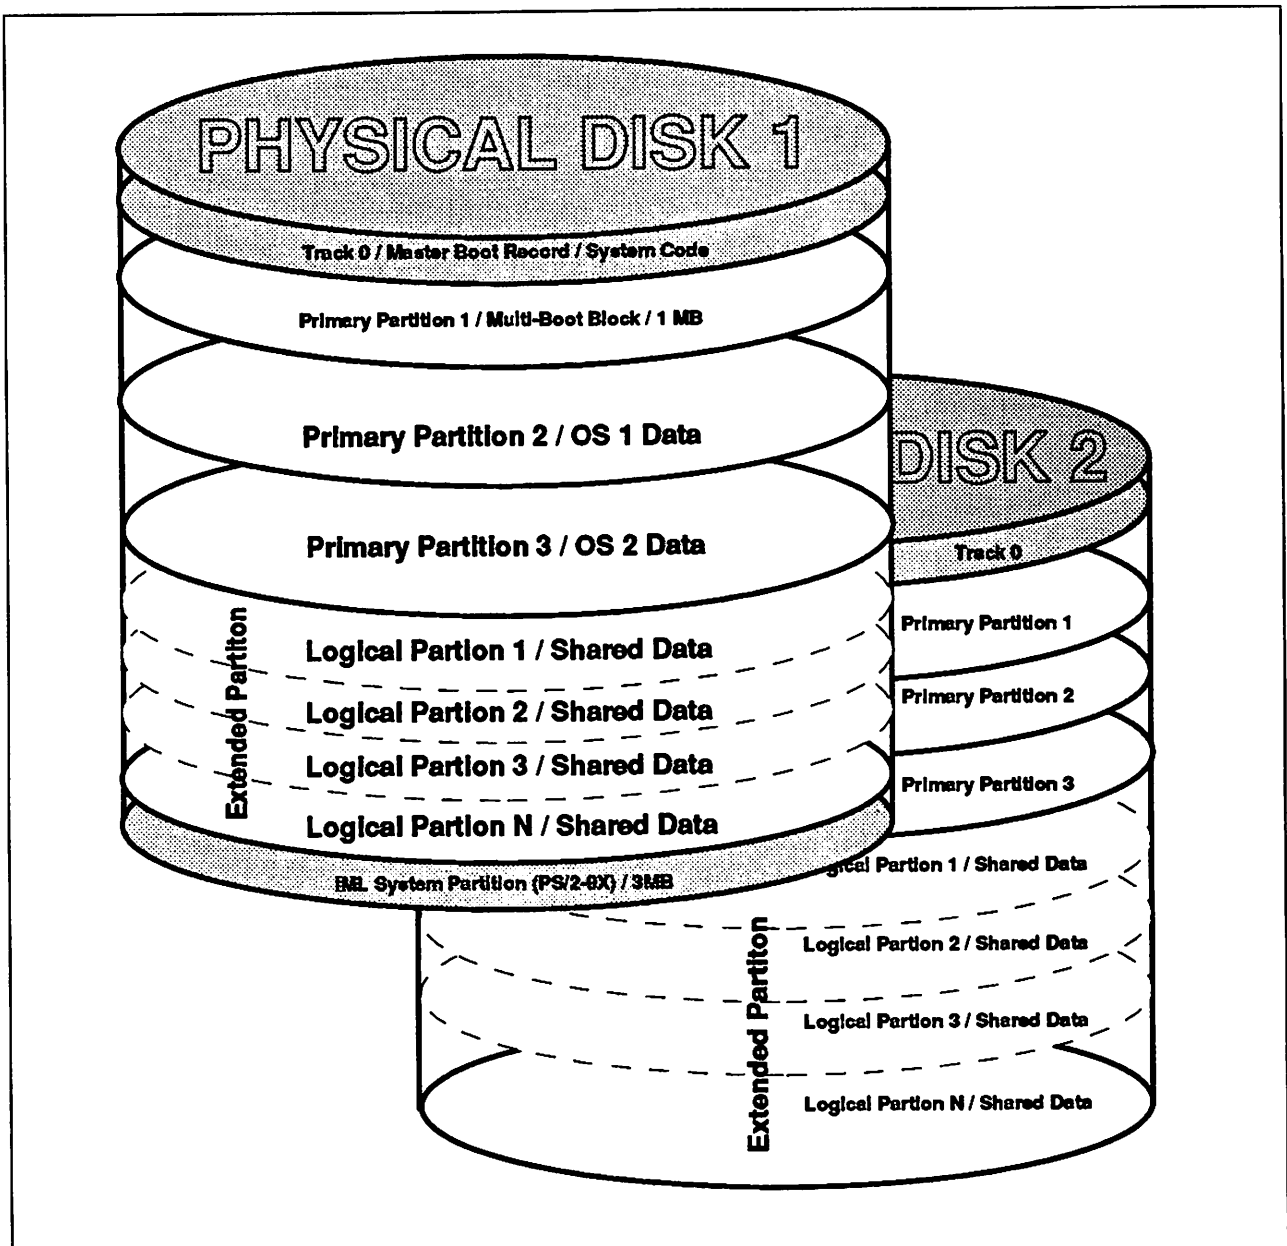 PHYSICAL DISK 1
Track 0 / Master Boot Record / System Code
Primary Partition 1 / Multi-Boot Block / 1 MB
Primary Partition 2 / OS 1 Data
Primary Partition 3 / OS 2 Data
Extended Partiton
Logical Partion 1 / Shared Data
Logical Partion 2 / Shared Data
Logical Partion 3 / Shared Data
Logical Partion N / Shared Data
IML System Partition (PS/2-9X) / 3MB
DISK 2
Track 0
Primary Partition 1
Primary Partition 2
Primary Partition 3
Extended Partiton
gical Partion 1 / Shared Data
Logical Partion 2 / Shared Data
Logical Partion 3 / Shared Data
Logical Partion N / Shared Data